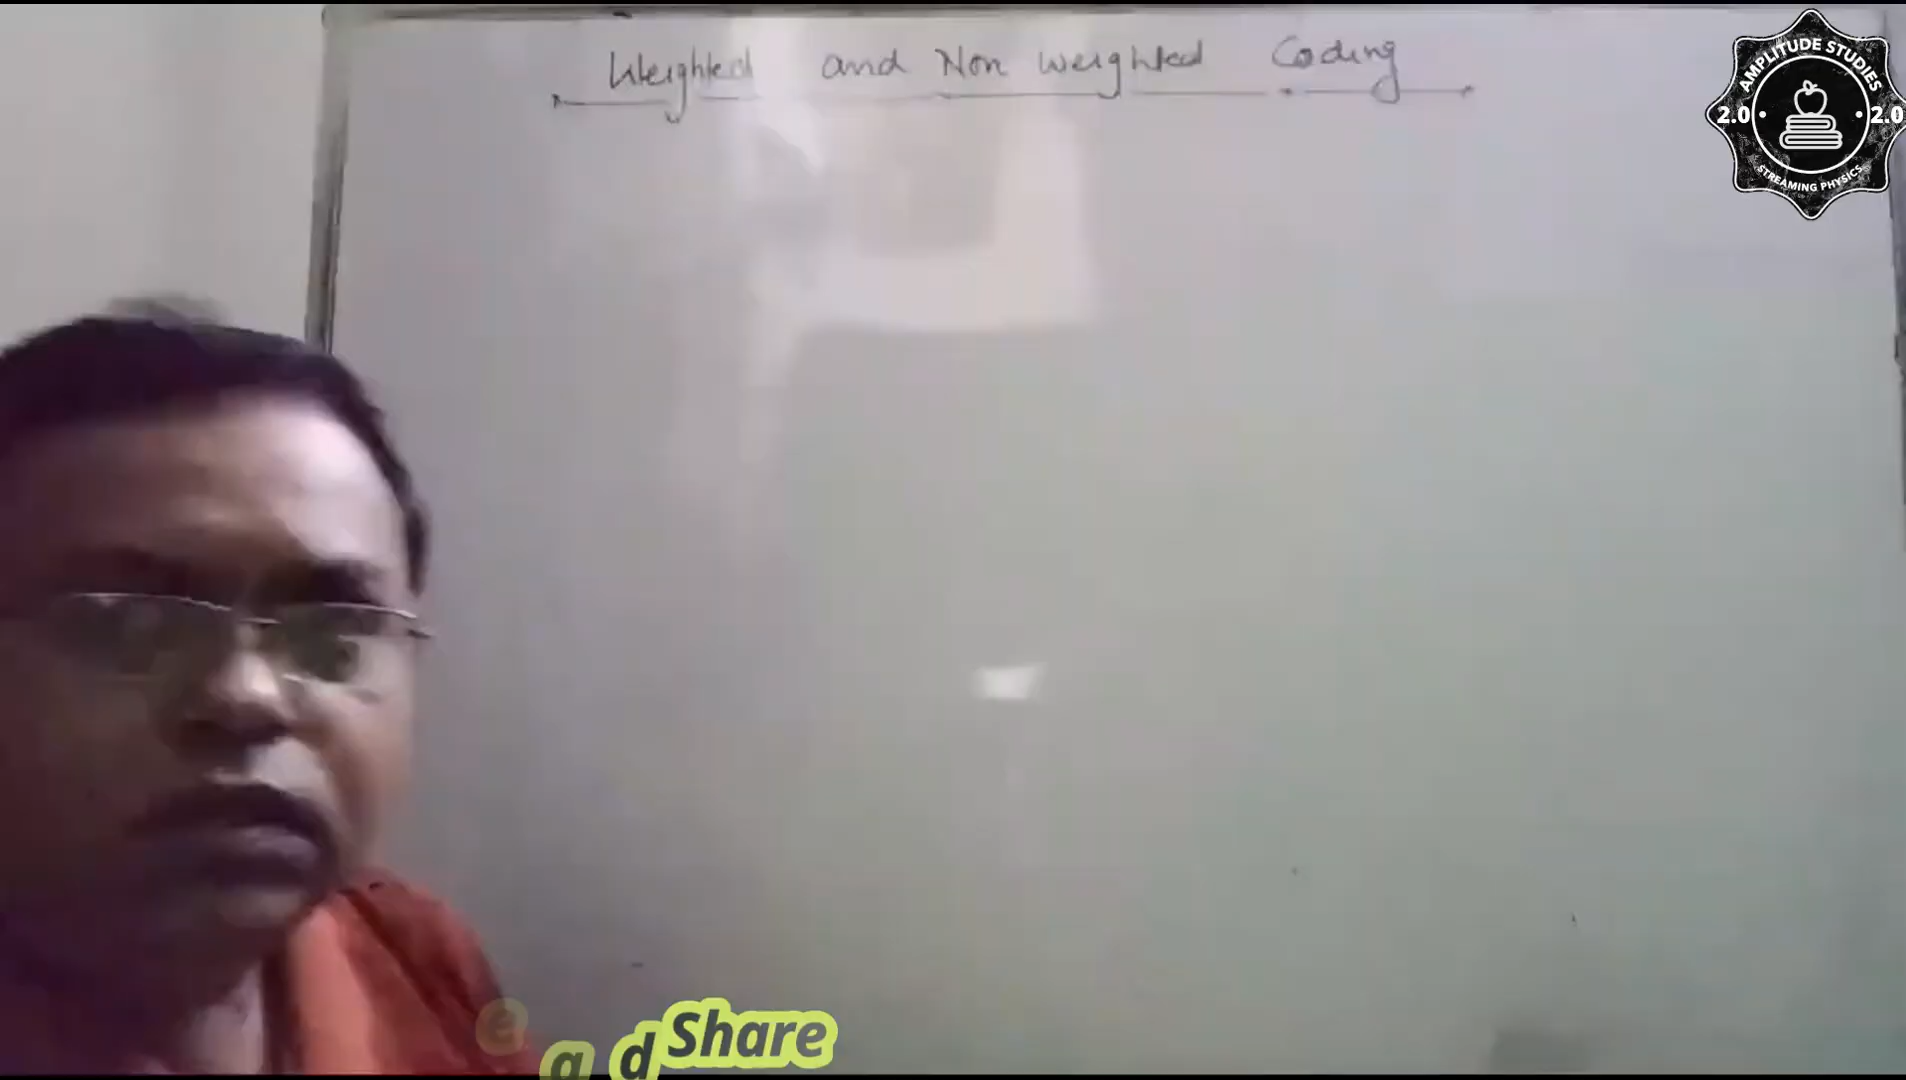 Weighted and Non Weighted Coding
AMPLITUDE STUDIES
2.0 2.0
STREAMING PHYSICS
e a d Share